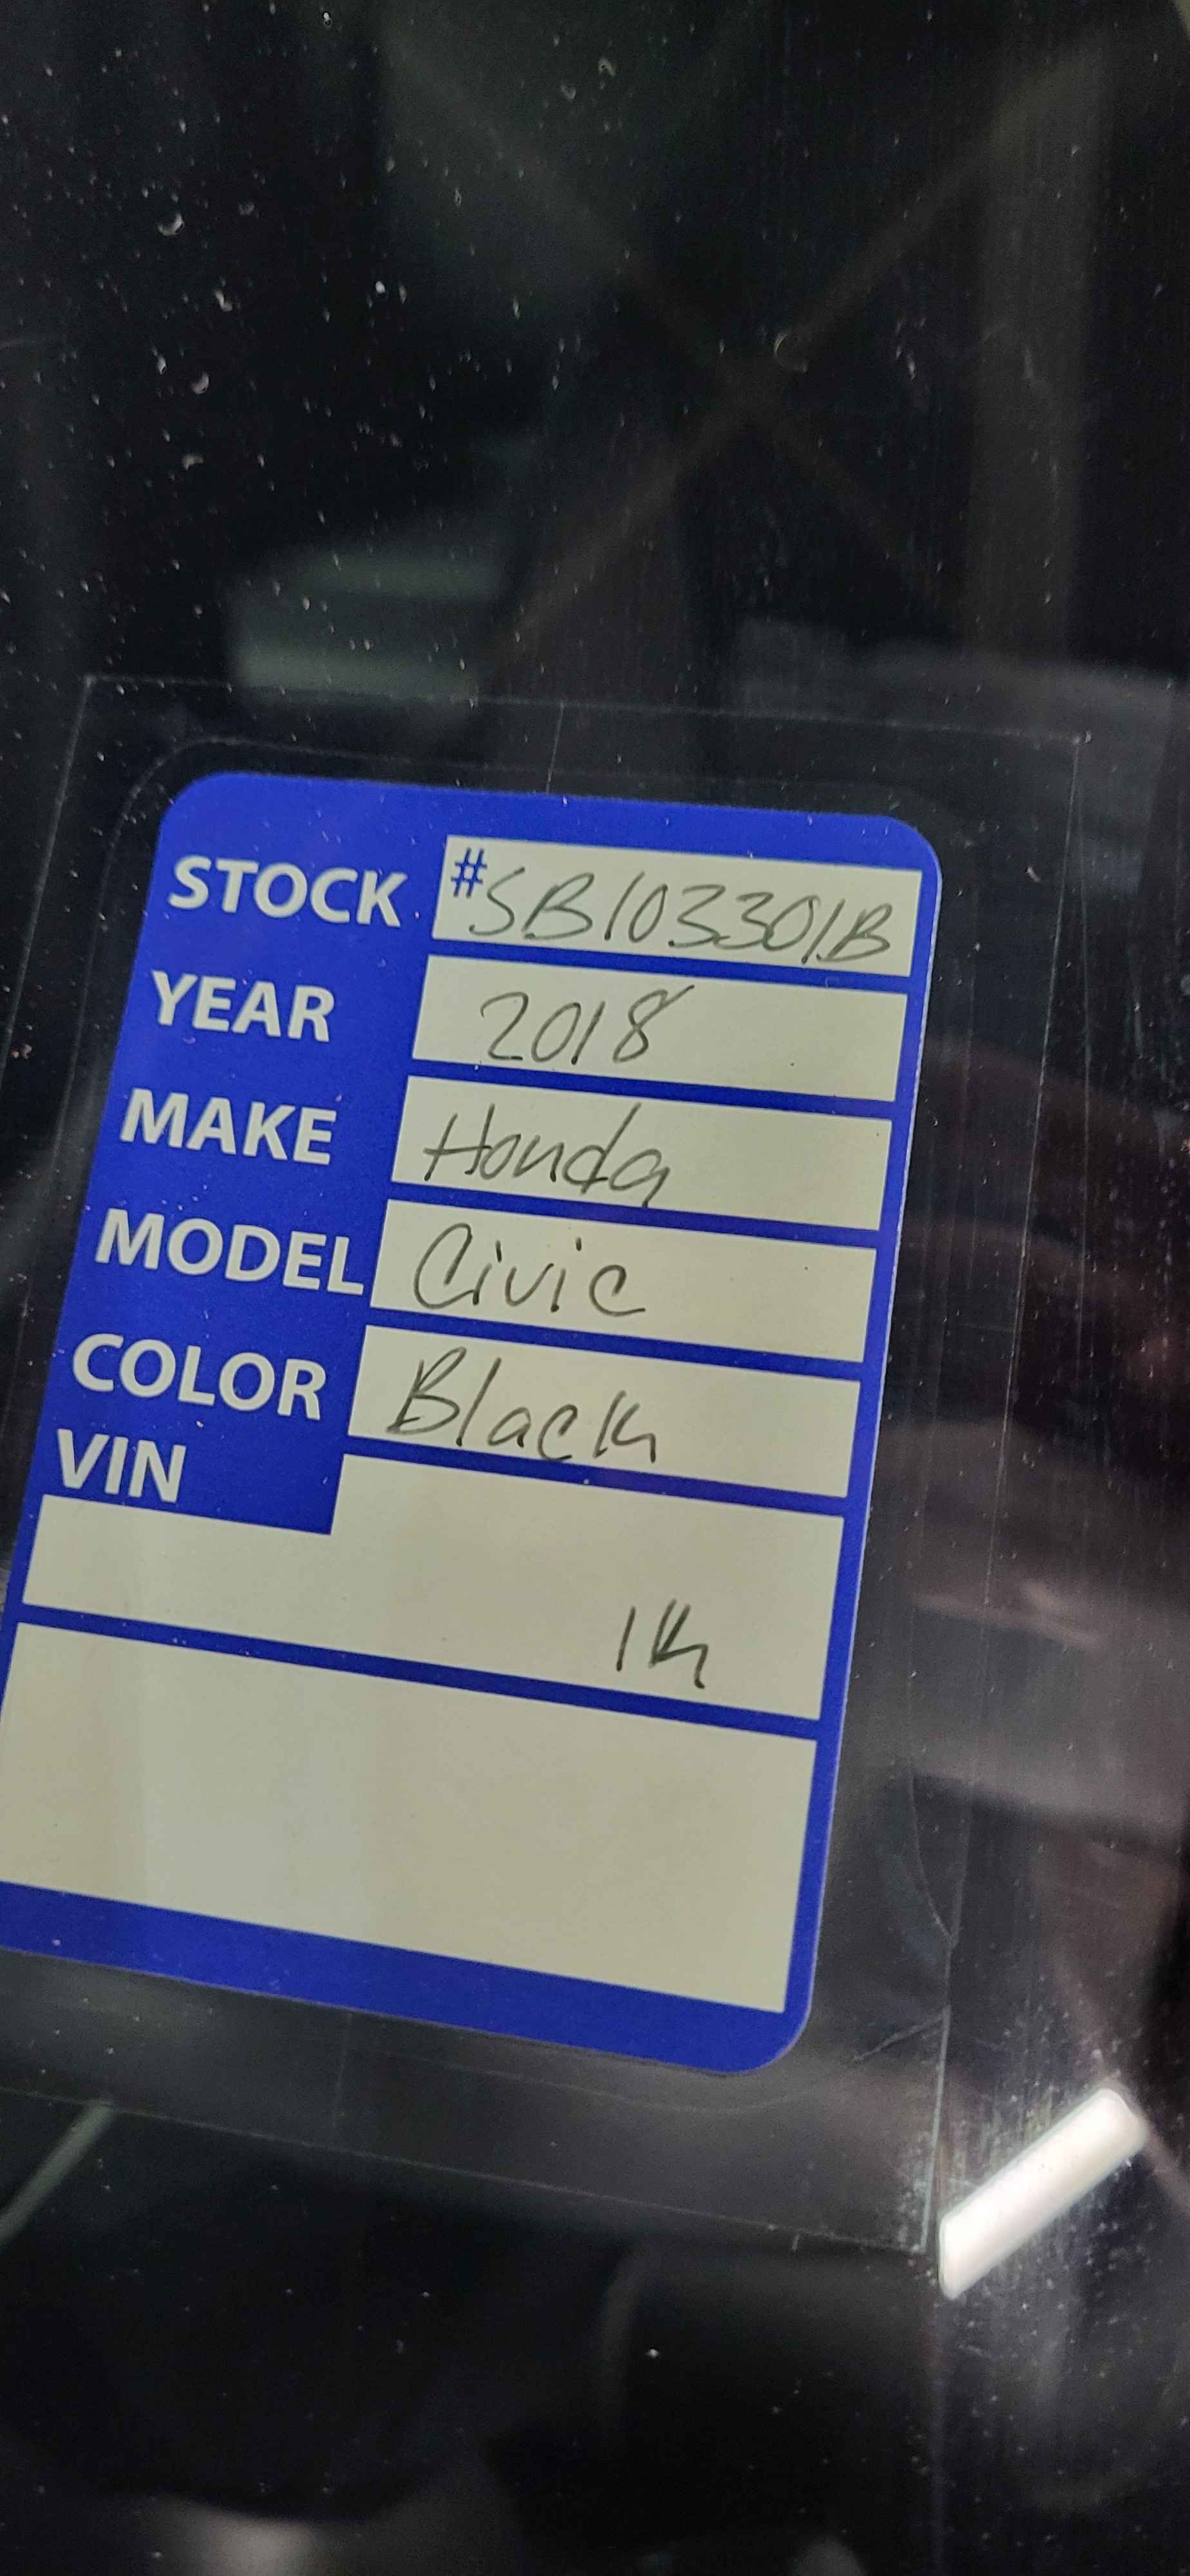 STOCK #SB103301B
YEAR 2018
MAKE Honda
MODEL Civic
COLOR Black
VIN
1K